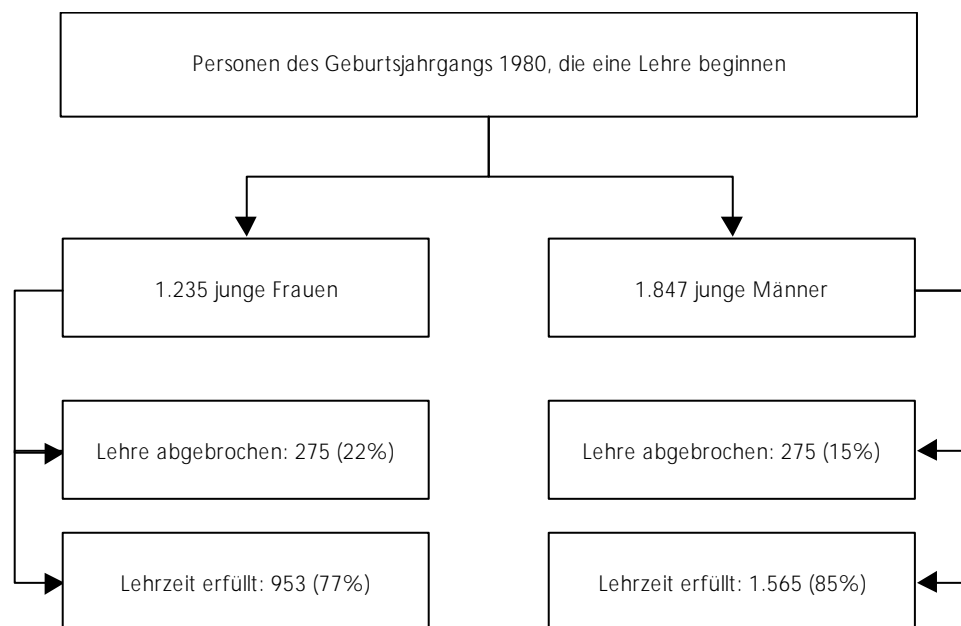 Personen des Geburtsjahrgangs 1980, die eine Lehre beginnen
1.235 junge Frauen
1.847 junge Männer
Lehre abgebrochen: 275 (22%)
Lehre abgebrochen: 275 (15%)
Lehrzeit erfüllt: 953 (77%)
Lehrzeit erfüllt: 1.565 (85%)